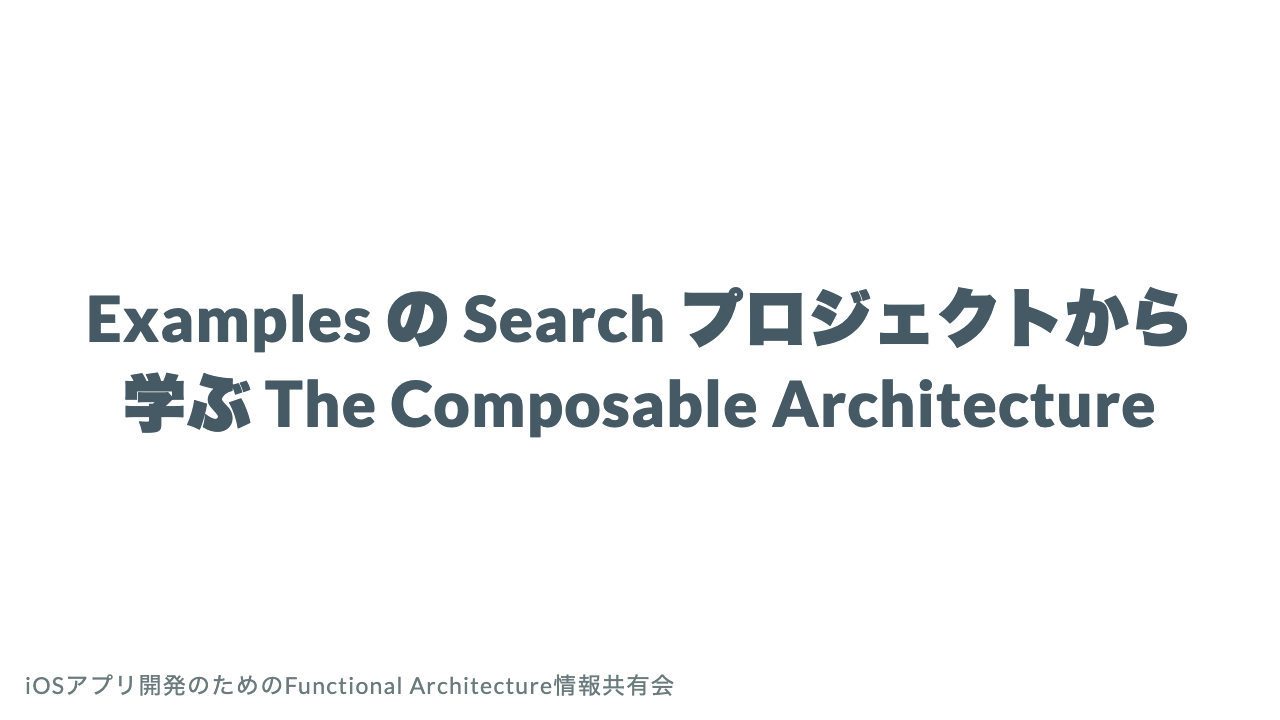 Examples の Search プロジェクトから
学ぶ The Composable Architecture
iOSアプリ開発のためのFunctional Architecture情報共有会